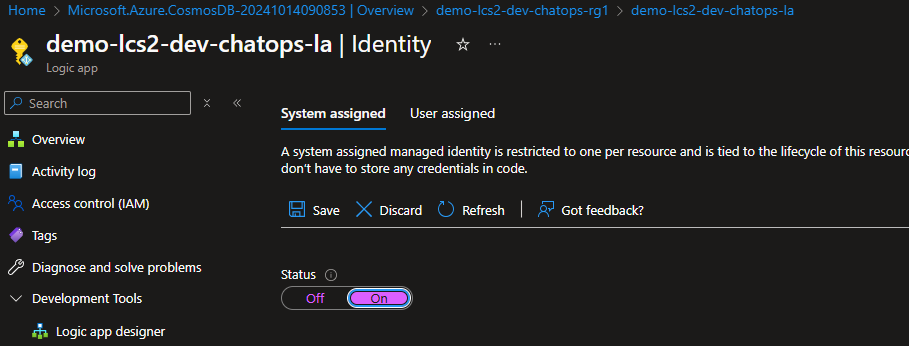 Home > Microsoft.Azure.CosmosDB-20241014090853 | Overview > demo-lcs2-dev-chatops-rg1 > demo-lcs2-dev-chatops-la
demo-lcs2-dev-chatops-la | Identity
Logic app
Search
System assigned User assigned
Overview
A system assigned managed identity is restricted to one per resource and is tied to the lifecycle of this resourc
don't have to store any credentials in code.
Activity log
Access control (IAM)
Save Discard Refresh Got feedback?
Tags
Diagnose and solve problems
Status
Development Tools
Off On
Logic app designer